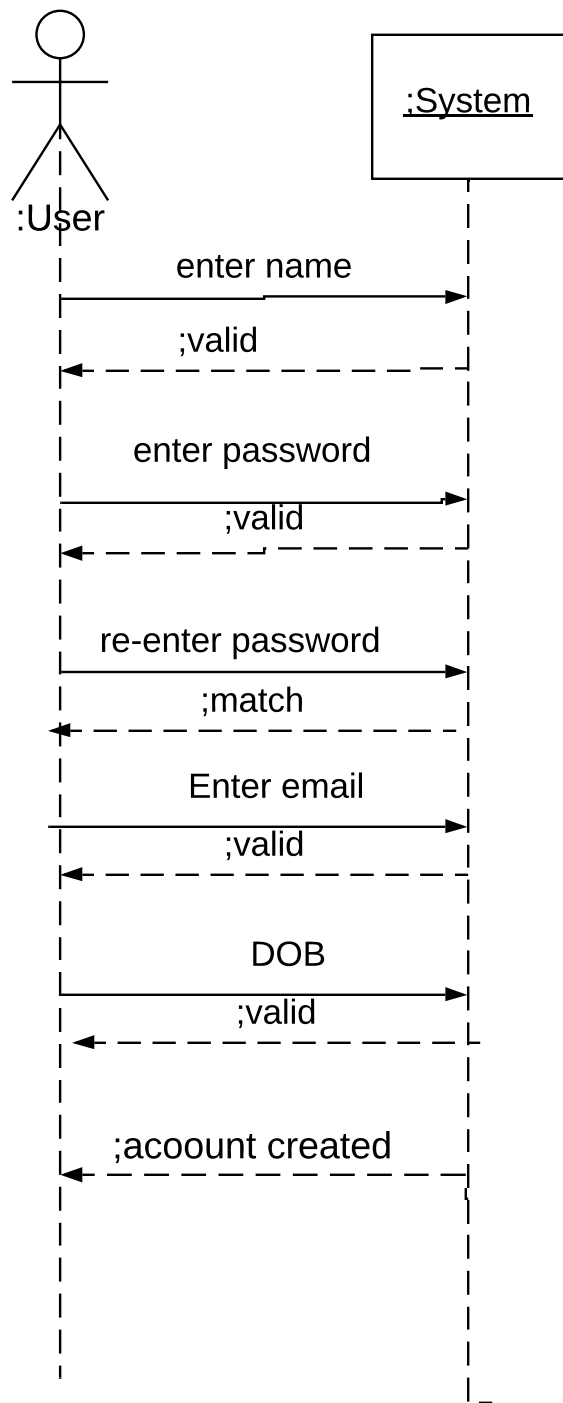 ;System
:User
enter name
;valid
enter password
;valid
re-enter password
;match
Enter email
;valid
DOB
;valid
;acoount created